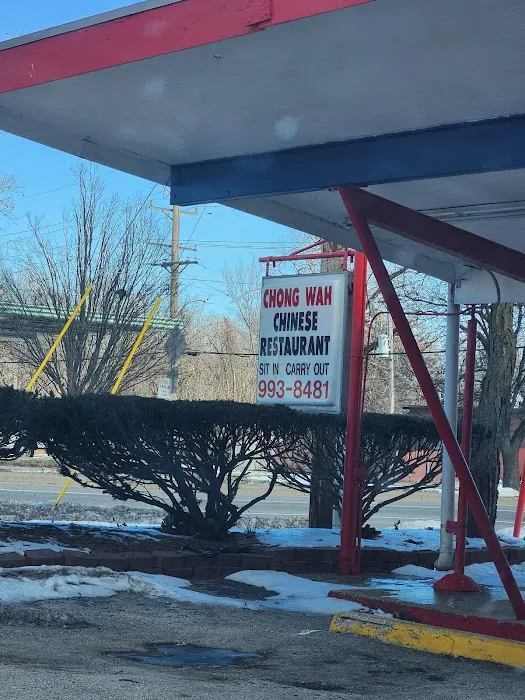 CHONG WAH
CHINESE
RESTAURANT
SIT IN CARRY OUT
993-8481